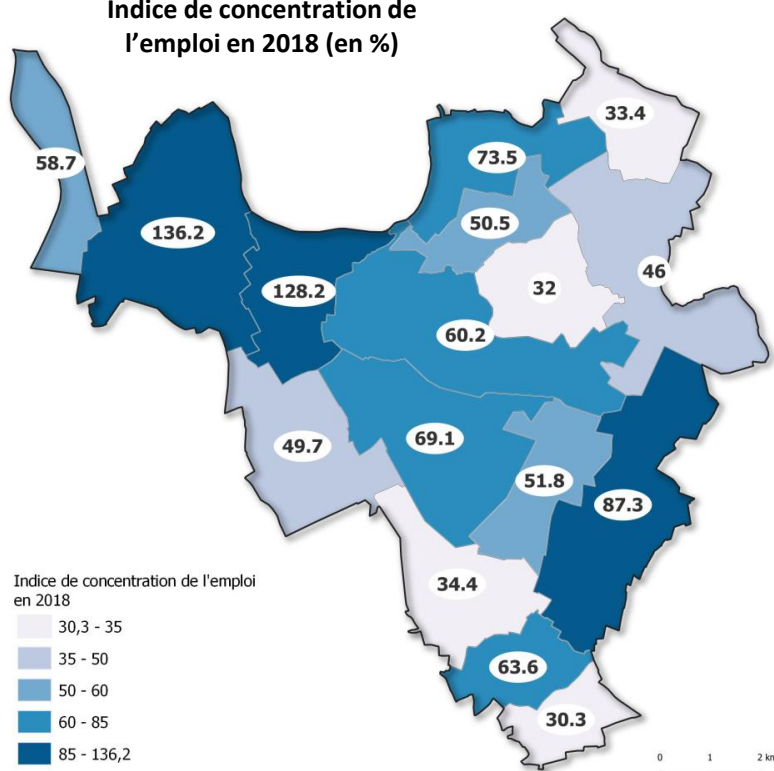 Indice de concentration de
l’emploi en 2018 (en %)
33.4
73.5
58.7
50.5
136.2
46
128.2
32
60.2
69.1
49.7
51.8
87.3
34.4
63.6
30.3
Indice de concentration de l'emploi
en 2018
30,3 - 35
35 - 50
50 - 60
60 - 85
85 - 136,2
0 1 2 km